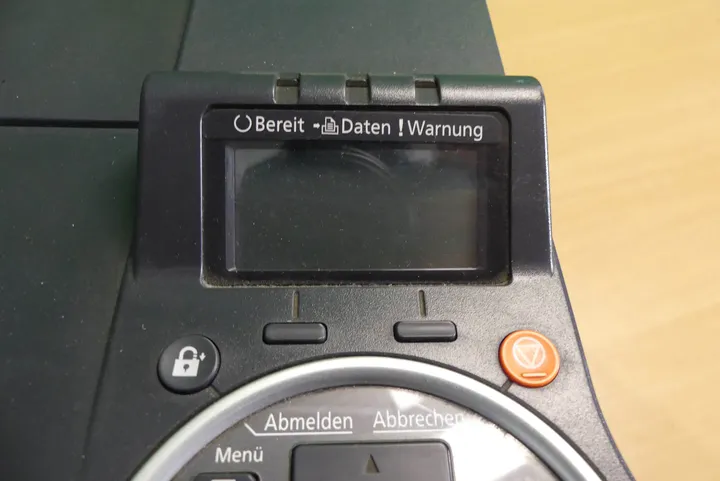 Bereit Daten ! Warnung
Abmelden Abbrechen
Menü